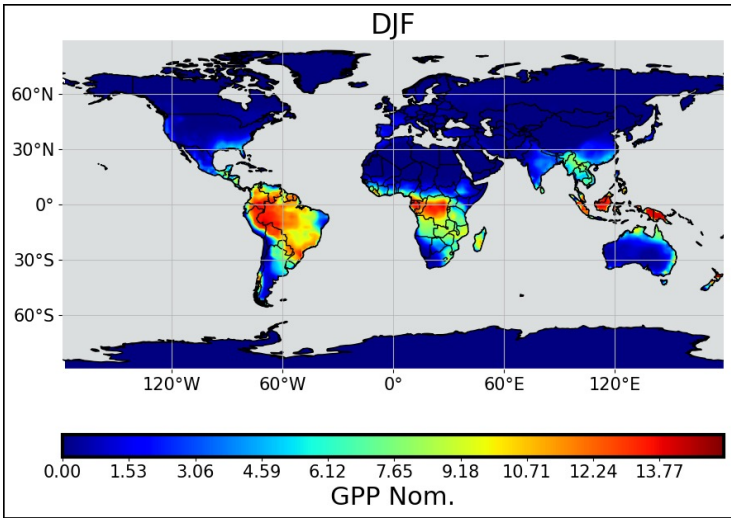 DJF
60°N
30°N
0°
30°S
60°S
120°W 60°W 0° 60°E 120°E
0.00 1.53 3.06 4.59 6.12 7.65 9.18 10.71 12.24 13.77
GPP Nom.